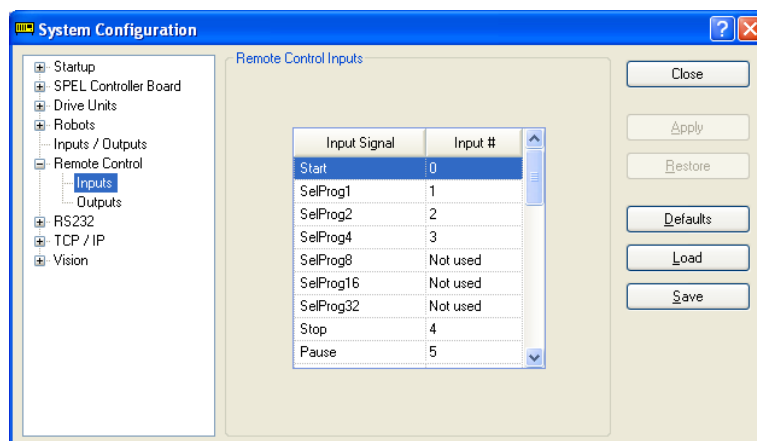 System Configuration
Startup
SPEL Controller Board
Drive Units
Robots
Inputs / Outputs
Remote Control
Inputs
Outputs
RS232
TCP / IP
Vision
Remote Control Inputs
Input Signal Input #
Start 0
SelProg1 1
SelProg2 2
SelProg4 3
SelProg8 Not used
SelProg16 Not used
SelProg32 Not used
Stop 4
Pause 5
Close
Apply
Restore
Defaults
Load
Save